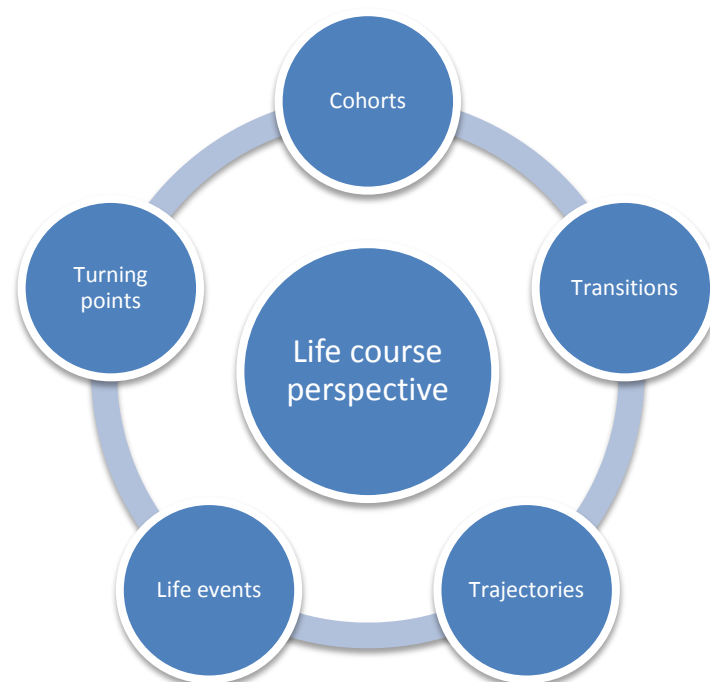 Cohorts
Turning
points
Transitions
Life course
perspective
Life events
Trajectories